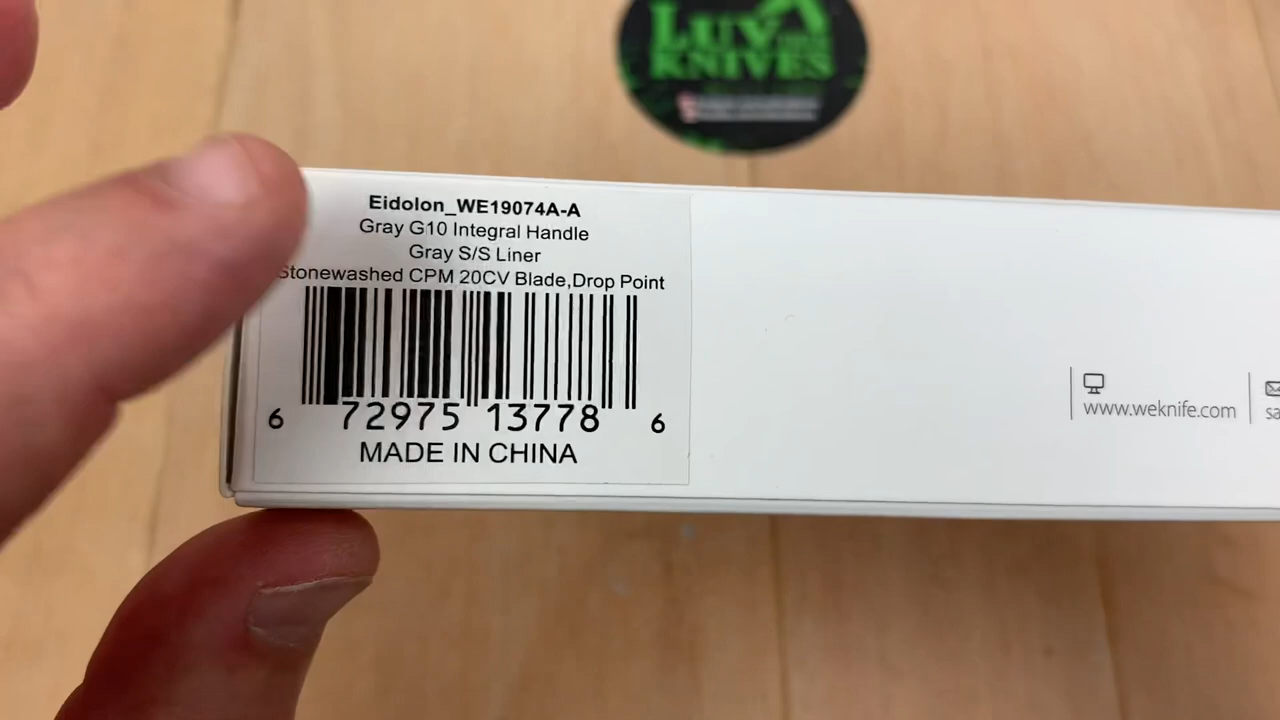 LUV
KNIVES
Eidolon_WE19074A-A
Gray G10 Integral Handle
Gray S/S Liner
Stonewashed CPM 20CV Blade,Drop Point
6 72975 13778 6
MADE IN CHINA
www.weknife.com
sa